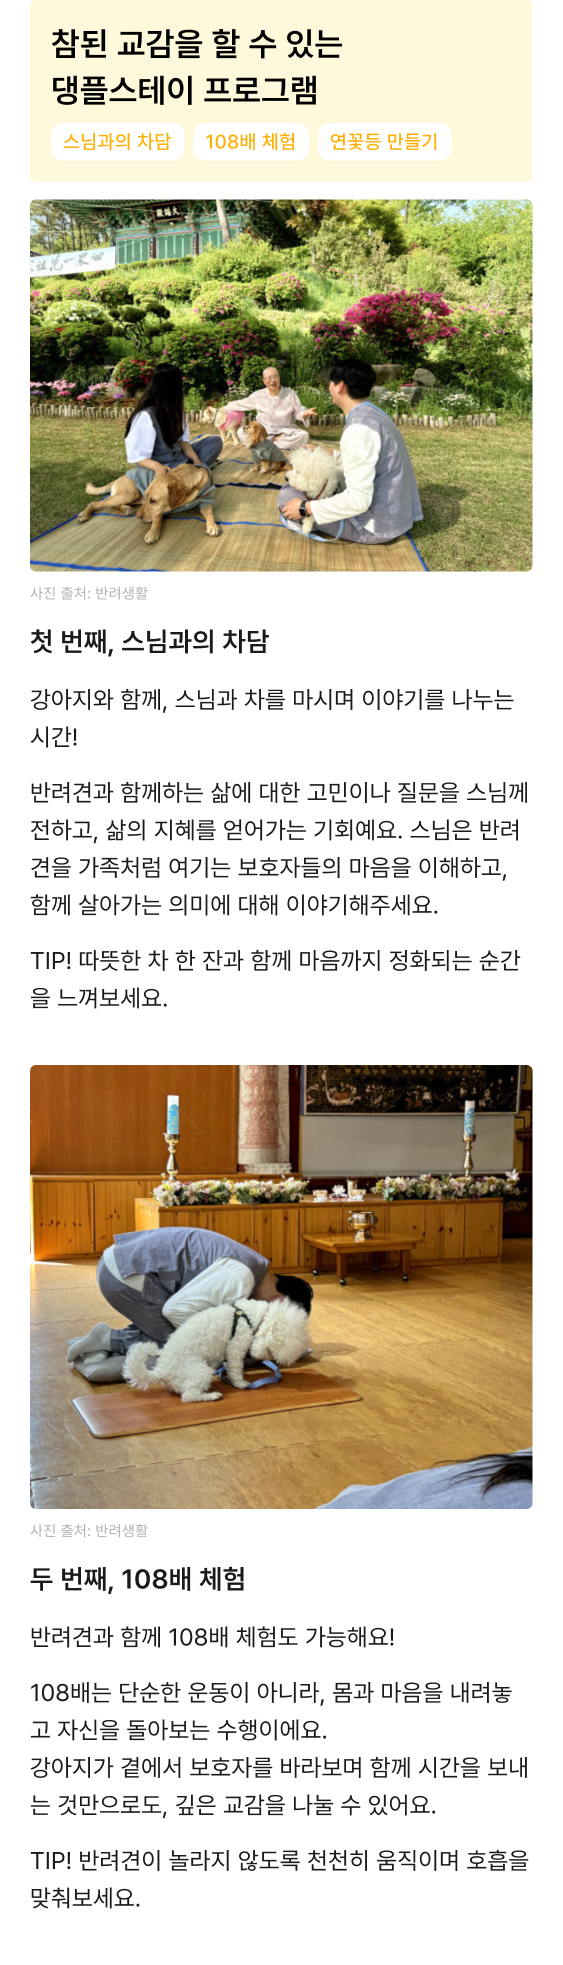 참된 교감을 할 수 있는
댕플스테이 프로그램
스님과의 차담 108배 체험 연꽃등 만들기
사진 출처: 반려생활
첫 번째, 스님과의 차담
강아지와 함께, 스님과 차를 마시며 이야기를 나누는
시간!
반려견과 함께하는 삶에 대한 고민이나 질문을 스님께
전하고, 삶의 지혜를 얻어가는 기회예요. 스님은 반려
견을 가족처럼 여기는 보호자들의 마음을 이해하고,
함께 살아가는 의미에 대해 이야기해주세요.
TIP! 따뜻한 차 한 잔과 함께 마음까지 정화되는 순간
을 느껴보세요.
사진 출처: 반려생활
두 번째, 108배 체험
반려견과 함께 108배 체험도 가능해요!
108배는 단순한 운동이 아니라, 몸과 마음을 내려놓
고 자신을 돌아보는 수행이에요.
강아지가 곁에서 보호자를 바라보며 함께 시간을 보내
는 것만으로도, 깊은 교감을 나눌 수 있어요.
TIP! 반려견이 놀라지 않도록 천천히 움직이며 호흡을
맞춰보세요.